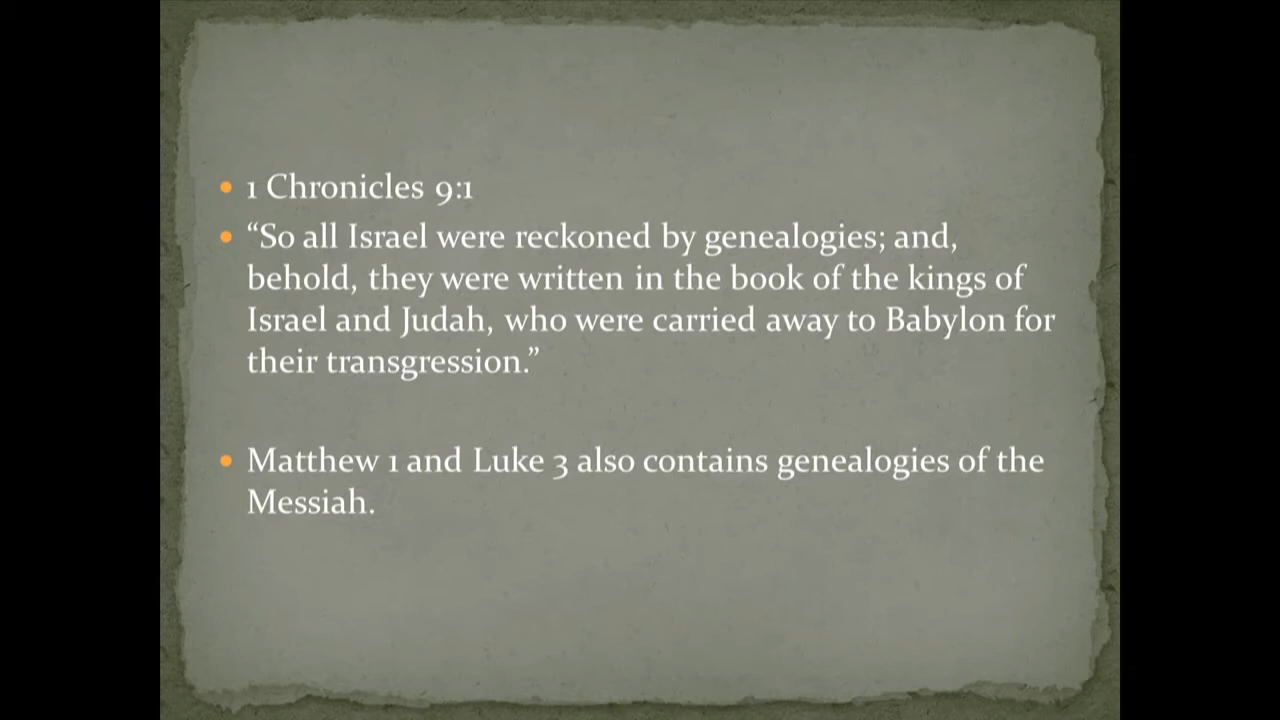 • 1 Chronicles 9:1
• “So all Israel were reckoned by genealogies; and,
behold, they were written in the book of the kings of
Israel and Judah, who were carried away to Babylon for
their transgression.”
• Matthew 1 and Luke 3 also contains genealogies of the
Messiah.